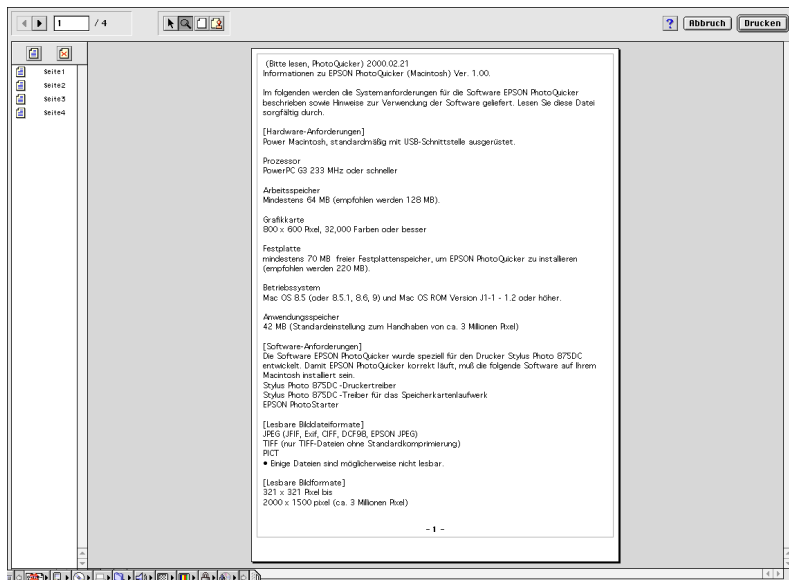 1 / 4
? Abbruch Drucken
Seite1
Seite2
Seite3
Seite4
(Bitte lesen, PhotoQuicker) 2000.02.21
Informationen zu EPSON PhotoQuicker (Macintosh) Ver. 1.00.
Im folgenden werden die Systemanforderungen für die Software EPSON PhotoQuicker
beschrieben sowie Hinweise zur Verwendung der Software geliefert. Lesen Sie diese Datei
sorgfältig durch.
[Hardware-Anforderungen]
Power Macintosh, standardmäßig mit USB-Schnittstelle ausgerüstet.
Prozessor
PowerPC G3 233 MHz oder schneller
Arbeitsspeicher
Mindestens 64 MB (empfohlen werden 128 MB).
Grafikkarte
800 x 600 Pixel, 32,000 Farben oder besser
Festplatte
mindestens 70 MB freier Festplattenspeicher, um EPSON PhotoQuicker zu installieren
(empfohlen werden 220 MB).
Betriebssystem
Mac OS 8.5 (oder 8.5.1, 8.6, 9) und Mac OS ROM Version J1-1 - 1.2 oder höher.
Anwendungsspeicher
42 MB (Standardeinstellung zum Handhaben von ca. 3 Millionen Pixel)
[Software-Anforderungen]
Die Software EPSON PhotoQuicker wurde speziell für den Drucker Stylus Photo 875DC
entwickelt. Damit EPSON PhotoQuicker korrekt läuft, muß die folgende Software auf Ihrem
Macintosh installiert sein.
Stylus Photo 875DC -Druckertreiber
Stylus Photo 875DC -Treiber für das Speicherkartenlaufwerk
EPSON PhotoStarter
[Lesbare Bilddateiformate]
JPEG (JFIF, Exif, CIFF, DCF98, EPSON JPEG)
TIFF (nur TIFF-Dateien ohne Standardkomprimierung)
PICT
• Einige Dateien sind möglicherweise nicht lesbar.
[Lesbare Bildformate]
321 x 321 Pixel bis
2000 x 1500 pixel (ca. 3 Millionen Pixel)
- 1 -